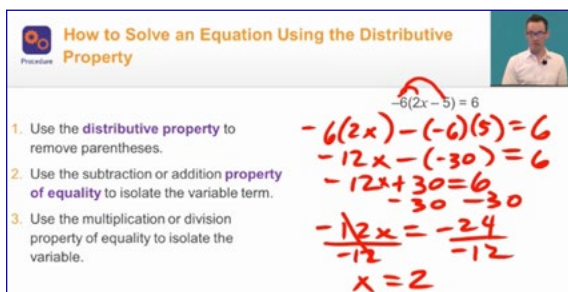 How to Solve an Equation Using the Distributive
Property
Procedure
-6(2x - 5) = 6
1. Use the distributive property to
remove parentheses.
2. Use the subtraction or addition property
of equality to isolate the variable term.
3. Use the multiplication or division
property of equality to isolate the
variable.
-6(2x) - (-6)(5) = 6
-12x - (-30) = 6
-12x + 30 = 6
-30 -30
-12x = -24
-12 -12
x = 2